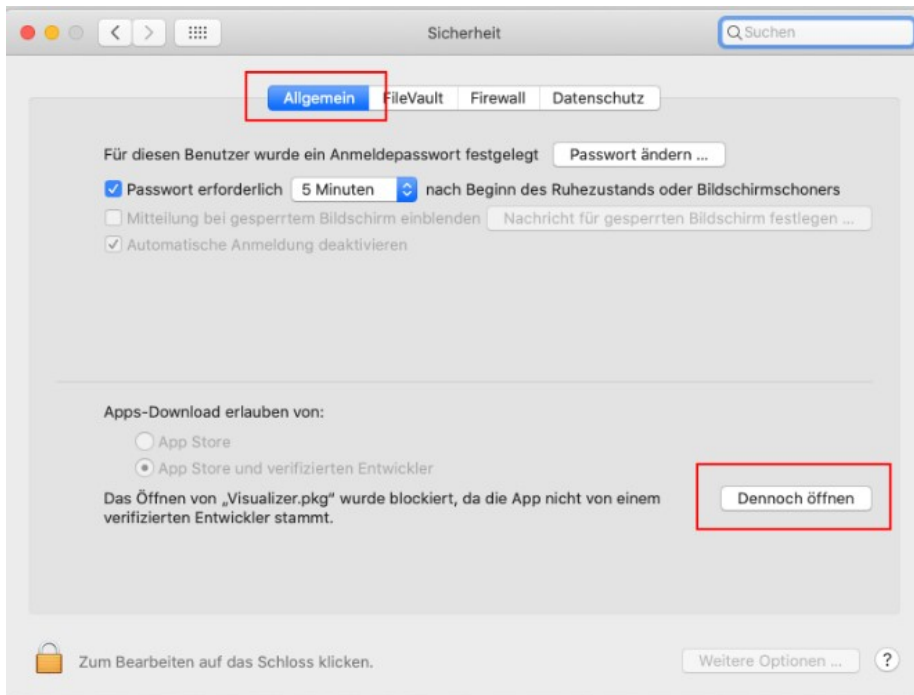 Sicherheit
Suchen
Allgemein FileVault Firewall Datenschutz
Für diesen Benutzer wurde ein Anmeldepasswort festgelegt Passwort ändern ...
Passwort erforderlich 5 Minuten nach Beginn des Ruhezustands oder Bildschirmschoners
Mitteilung bei gesperrtem Bildschirm einblenden Nachricht für gesperrten Bildschirm festlegen ...
Automatische Anmeldung deaktivieren
Apps-Download erlauben von:
App Store
App Store und verifizierten Entwickler
Das Öffnen von „Visualizer.pkg“ wurde blockiert, da die App nicht von einem
verifizierten Entwickler stammt.
Dennoch öffnen
Zum Bearbeiten auf das Schloss klicken.
Weitere Optionen ... ?